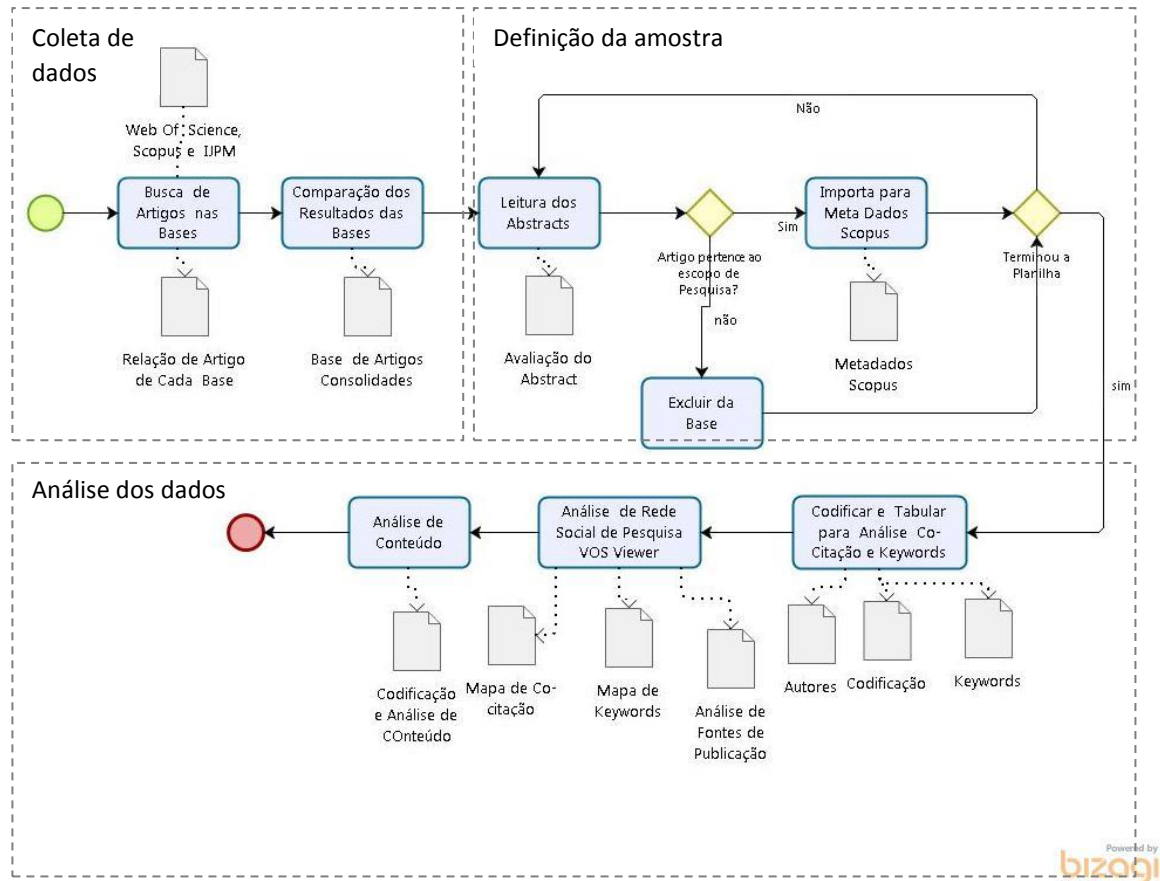 Coleta de
dados
Web Of Science,
Scopus e IJPM
Busca de
Artigos nas
Bases
Relação de Artigo
de Cada Base
Comparação dos
Resultados das
Bases
Base de Artigos
Consolidades
Definição da amostra
Não
Leitura dos
Abstracts
Avaliação do
Abstract
Artigo pertence ao
escopo de
Pesquisa?
Sim
não
Importa para
Meta Dados
Scopus
Metadados
Scopus
Excluir da
Base
Terminou a
Planilha
sim
Análise dos dados
Codificar e Tabular
para Análise Co-
Citação e Keywords
Autores
Codificação
Keywords
Análise de Rede
Social de Pesquisa
VOS Viewer
Mapa de Co-
citação
Mapa de
Keywords
Análise de
Fontes de
Publicação
Análise de
Conteúdo
Codificação
e Análise de
COnteúdo
Powered by
bizagi